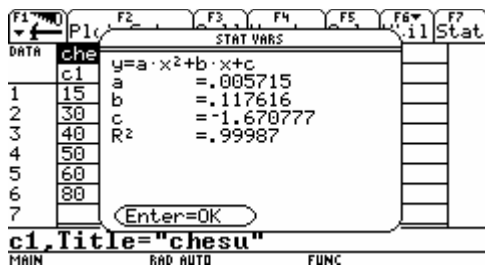 F1 F2 F3 F4 F5 F6 F7
Stat
STAT VARS
DATA che
y=a·x²+b·x+c
c1
a =.005715
1 15
b =.117616
2 30
c =-1.670777
3 40
R² =.99987
4 50
5 60
6 80
7
Enter=OK
c1,Title="chesu"
MAIN RAD AUTO FUNC